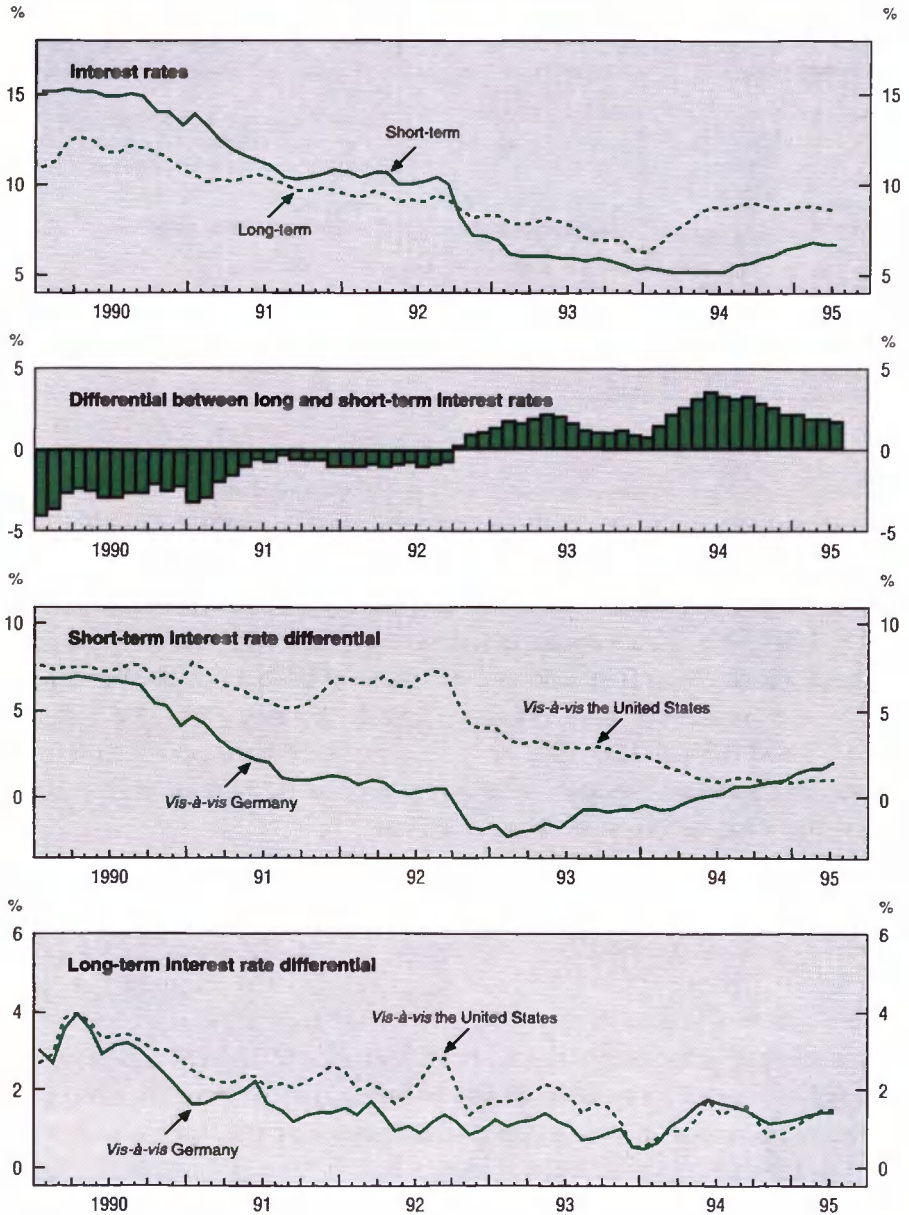 % %
Interest rates
15 15
Short-term
10 10
Long-term
5 5
1990 91 92 93 94 95
% %
5 5
Differential between long and short-term interest rates
0 0
-5 -5
1990 91 92 93 94 95
% %
10 10
Short-term interest rate differential
Vis-à-vis the United States
5 5
Vis-à-vis Germany
0 0
1990 91 92 93 94 95
% %
6 6
Long-term interest rate differential
Vis-à-vis the United States
4 4
2 2
Vis-à-vis Germany
0 0
1990 91 92 93 94 95